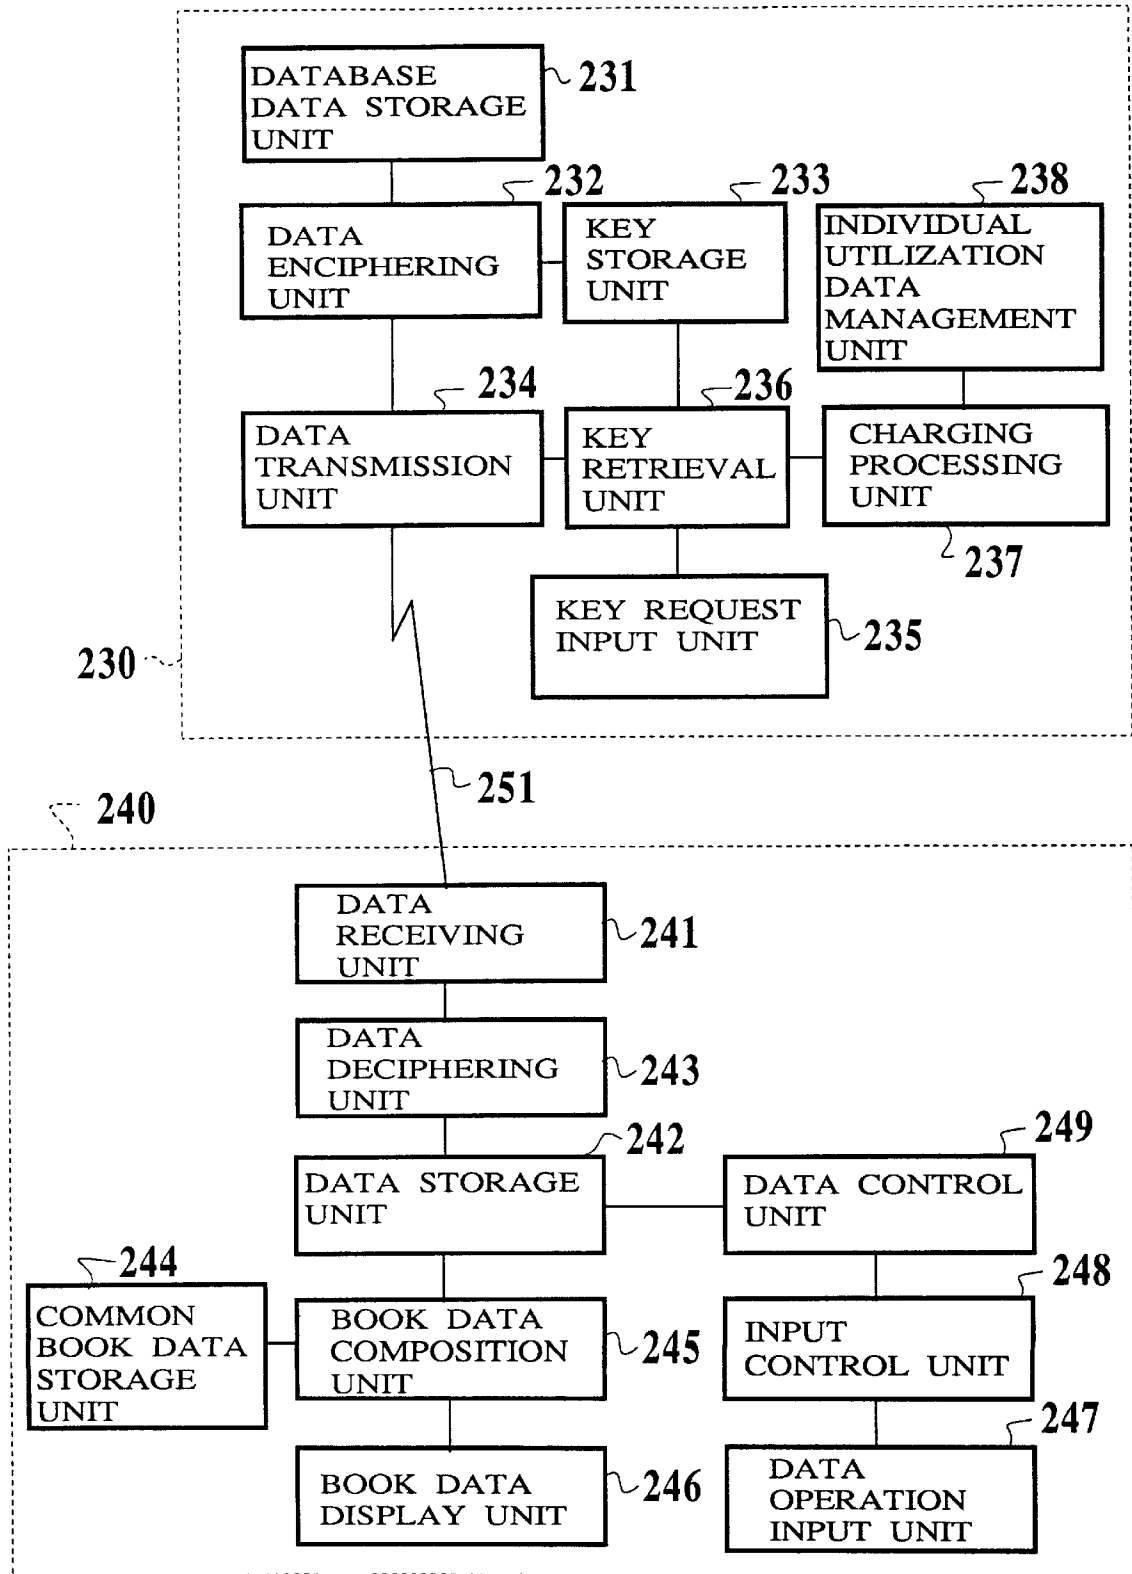 DATABASE
DATA STORAGE
UNIT
231
232
233
238
DATA
ENCIPHERING
UNIT
KEY
STORAGE
UNIT
INDIVIDUAL
UTILIZATION
DATA
MANAGEMENT
UNIT
234
236
DATA
TRANSMISSION
UNIT
KEY
RETRIEVAL
UNIT
CHARGING
PROCESSING
UNIT
237
KEY REQUEST
INPUT UNIT
235
230
251
240
DATA
RECEIVING
UNIT
241
DATA
DECIPHERING
UNIT
243
242
249
DATA STORAGE
UNIT
DATA CONTROL
UNIT
244
248
COMMON
BOOK DATA
STORAGE
UNIT
BOOK DATA
COMPOSITION
UNIT
245
INPUT
CONTROL UNIT
247
BOOK DATA
DISPLAY UNIT
246
DATA
OPERATION
INPUT UNIT